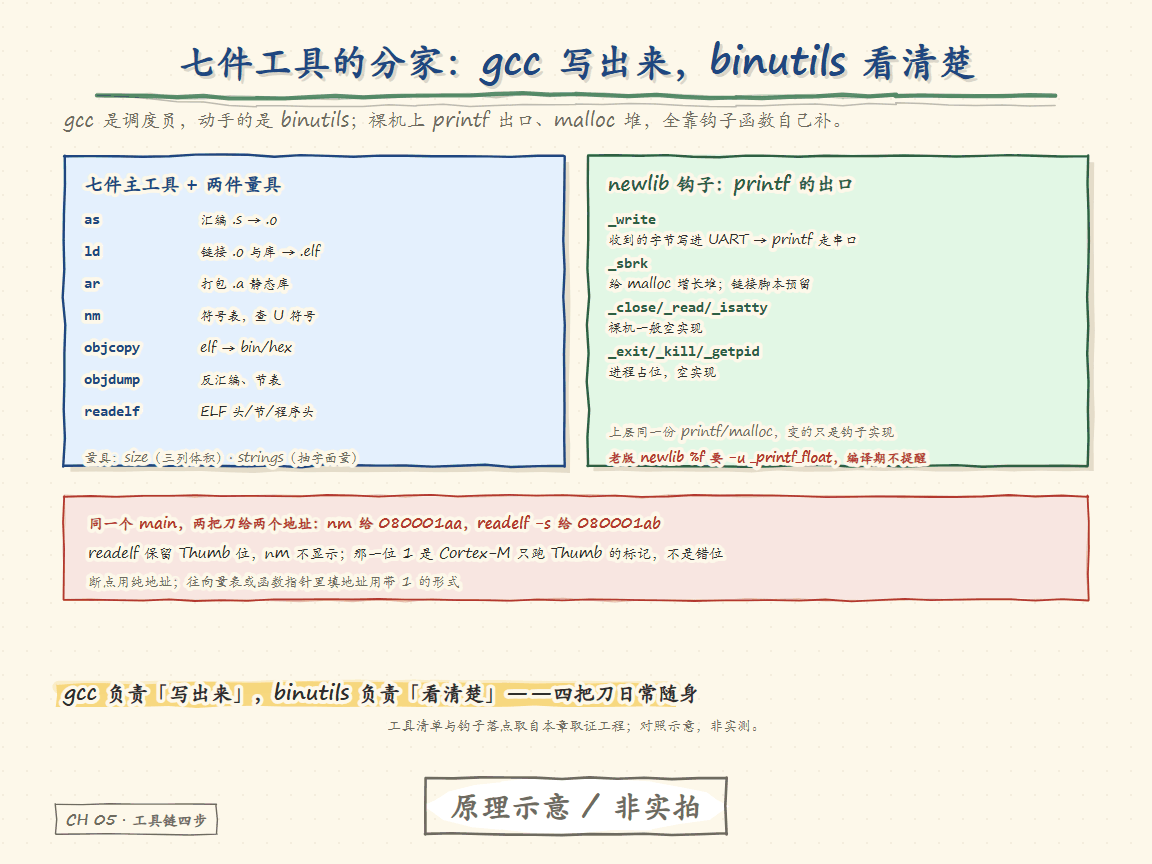 七件工具的分家：gcc 写出来，binutils 看清楚
gcc 是调度员，动手的是 binutils；裸机上 printf 出口、malloc 堆，全靠钩子函数自己补。
七件主工具 + 两件量具
as 汇编 .s → .o
ld 链接 .o 与库 → .elf
ar 打包 .a 静态库
nm 符号表，查 U 符号
objcopy elf → bin/hex
objdump 反汇编、节表
readelf ELF 头/节/程序头
量具：size（三列体积）· strings（抽字面量）
newlib 钩子：printf 的出口
_write
收到的字节写进 UART → printf 走串口
_sbrk
给 malloc 增长堆；链接脚本预留
_close/_read/_isatty
裸机一般空实现
_exit/_kill/_getpid
进程占位，空实现
上层同一份 printf/malloc，变的只是钩子实现
老版 newlib %f 要 -u _printf_float，编译期不提醒
同一个 main，两把刀给两个地址：nm 给 080001aa，readelf -s 给 080001ab
readelf 保留 Thumb 位，nm 不显示；那一位 1 是 Cortex-M 只跑 Thumb 的标记，不是错位
断点用纯地址；往向量表或函数指针里填地址用带 1 的形式
gcc 负责「写出来」，binutils 负责「看清楚」——四把刀日常随身
工具清单与钩子落点取自本章取证工程；对照示意，非实测。
原理示意 / 非实拍
CH 05 · 工具链四步